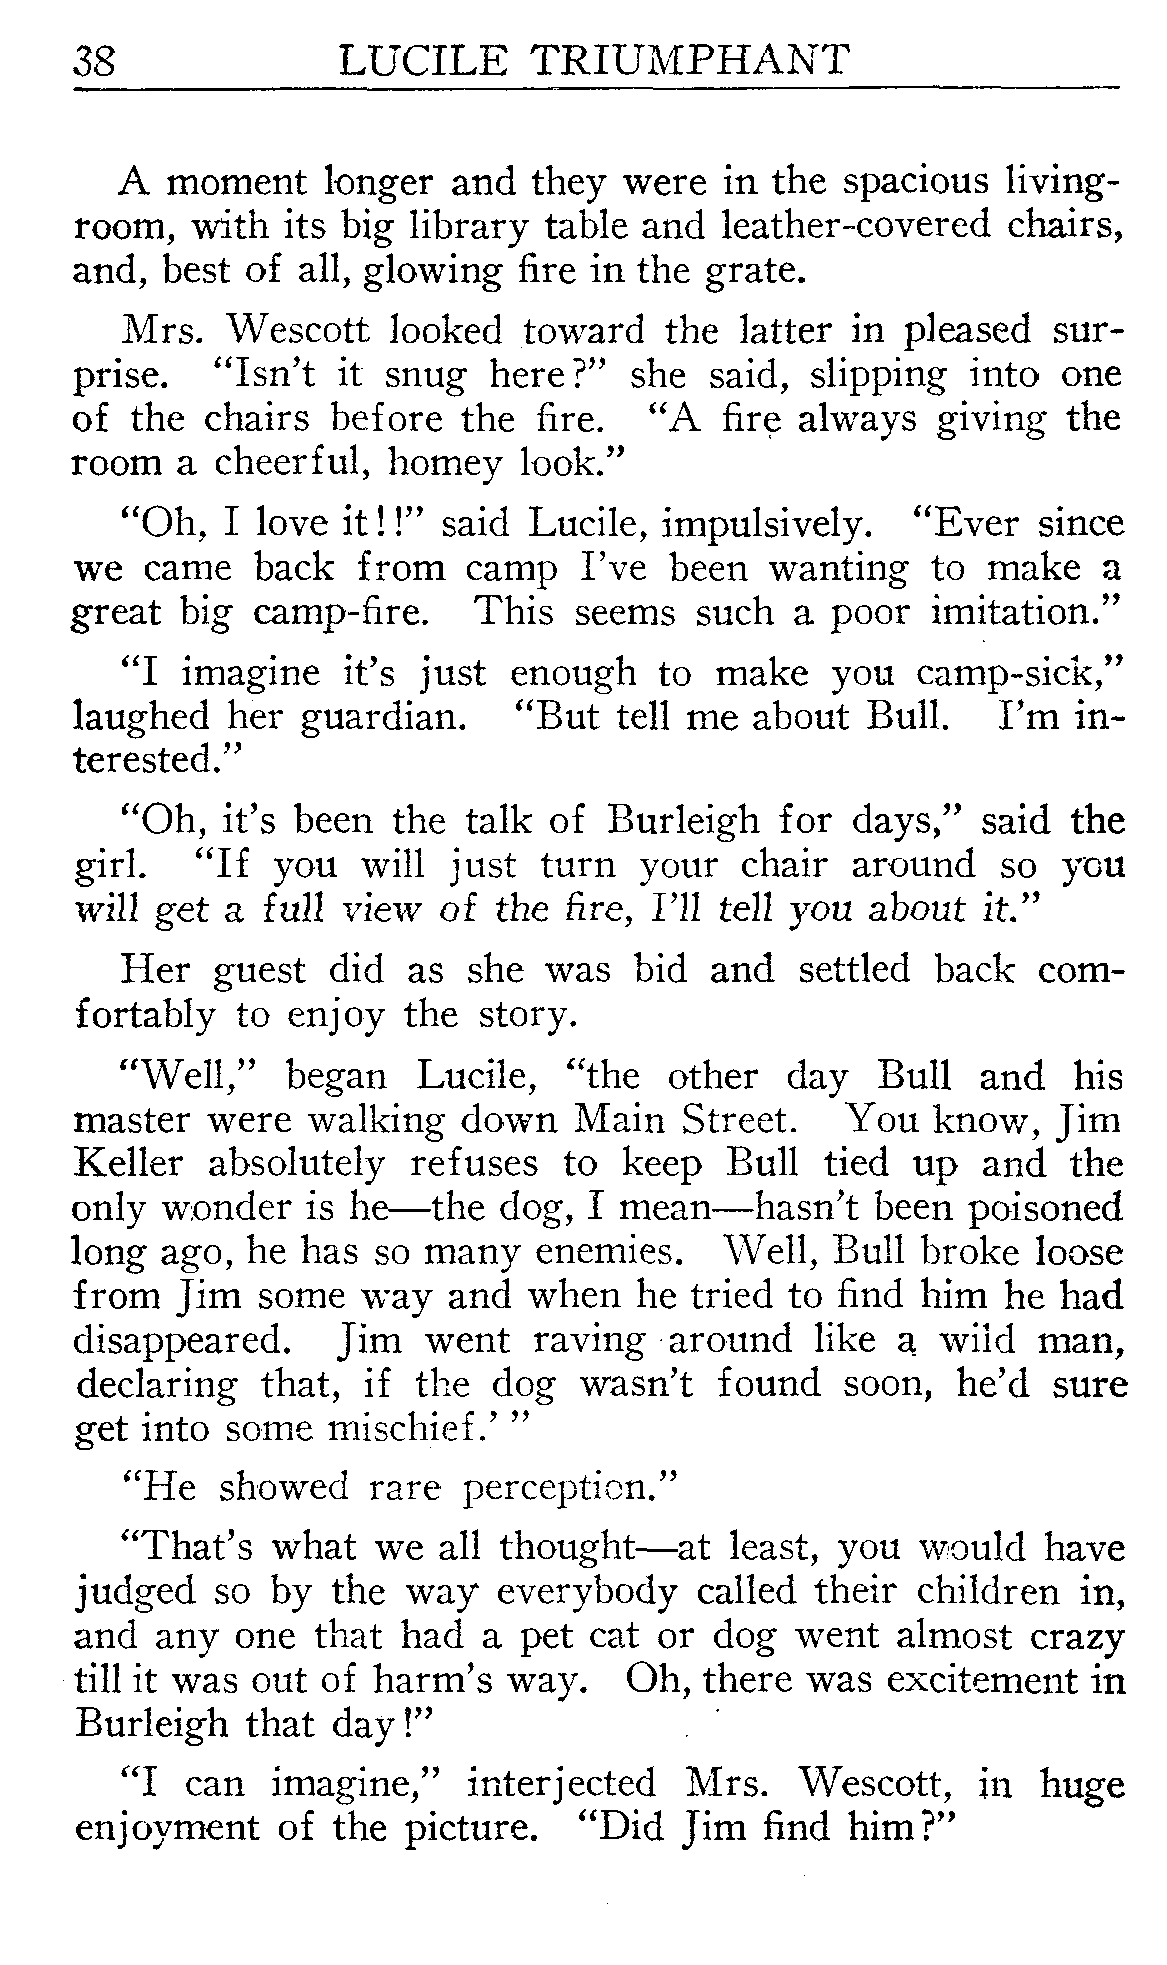 38 LUCILE TRIUMPHANT
A moment longer and they were in the spacious living-
room, with its big library table and leather-covered chairs,
and, best of all, glowing fire in the grate.
Mrs. Wescott looked toward the latter in pleased sur-
prise. "Isn't it snug here?" she said, slipping into one
of the chairs before the fire. "A fire always giving the
room a cheerful, homey look."
"Oh, I love it!!" said Lucile, impulsively. "Ever since
we came back from camp I've been wanting to make a
great big camp-fire. This seems such a poor imitation."
"I imagine it's just enough to make you camp-sick,"
laughed her guardian. "But tell me about Bull. I'm in-
terested."
"Oh, it's been the talk of Burleigh for days," said the
girl. "If you will just turn your chair around so you
will get a full view of the fire, I'll tell you about it."
Her guest did as she was bid and settled back com-
fortably to enjoy the story.
"Well," began Lucile, "the other day Bull and his
master were walking down Main Street. You know, Jim
Keller absolutely refuses to keep Bull tied up and the
only wonder is he—the dog, I mean—hasn't been poisoned
long ago, he has so many enemies. Well, Bull broke loose
from Jim some way and when he tried to find him he had
disappeared. Jim went raving around like a wild man,
declaring that, if the dog wasn't found soon, he'd sure
get into some mischief.' "
"He showed rare perception."
"That's what we all thought—at least, you would have
judged so by the way everybody called their children in,
and any one that had a pet cat or dog went almost crazy
till it was out of harm's way. Oh, there was excitement in
Burleigh that day!"
"I can imagine," interjected Mrs. Wescott, in huge
enjoyment of the picture. "Did Jim find him?"